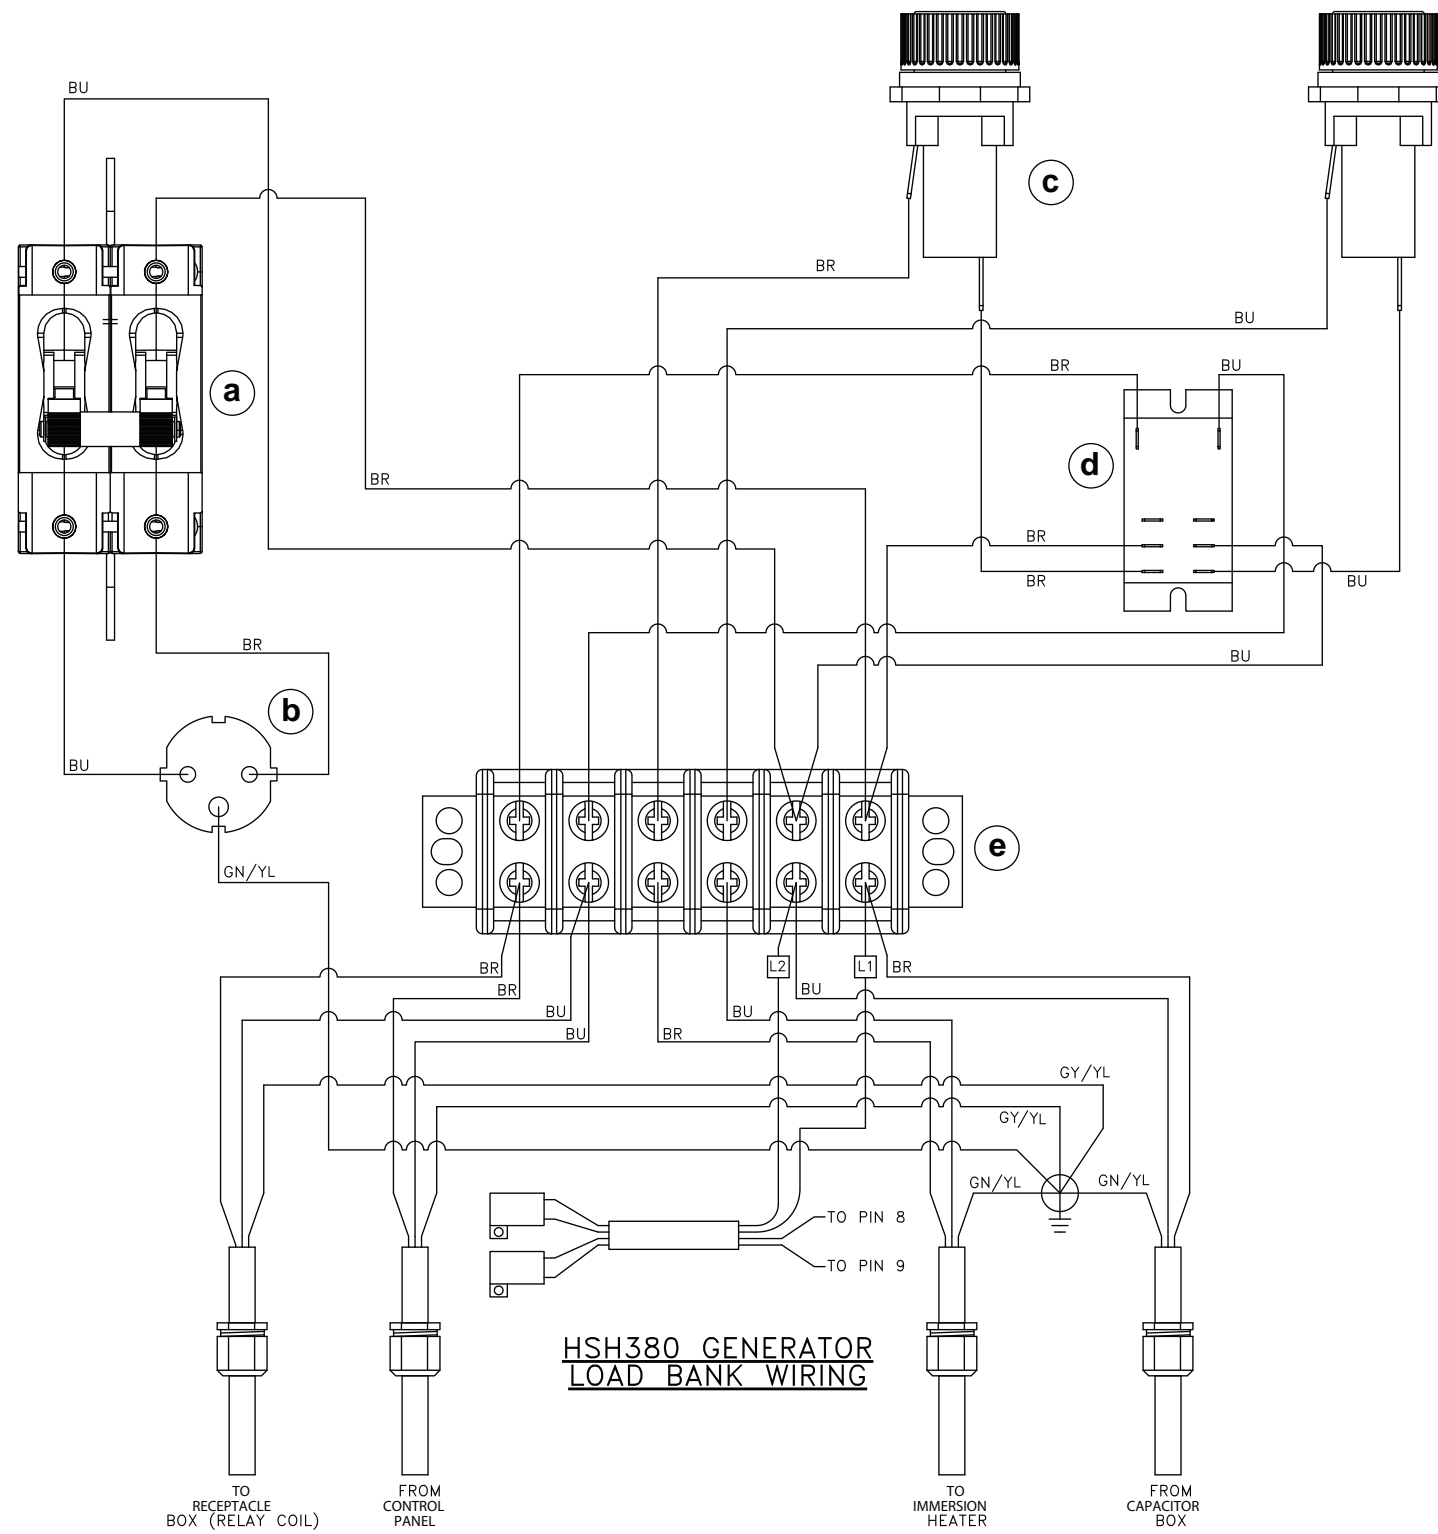 BU
c
BR
BU
a
BR
BU
d
BR
BR
BR
BU
BR
BU
b
BU
e
GN/YL
BR
L2
L1
BR
BR
BU
BU
BU
BU
BR
GY/YL
GY/YL
GN/YL
GN/YL
TO PIN 8
TO PIN 9
HSH380 GENERATOR
LOAD BANK WIRING
TO
RECEPTACLE
BOX (RELAY COIL)
FROM
CONTROL
PANEL
TO
IMMERSION
HEATER
FROM
CAPACITOR
BOX